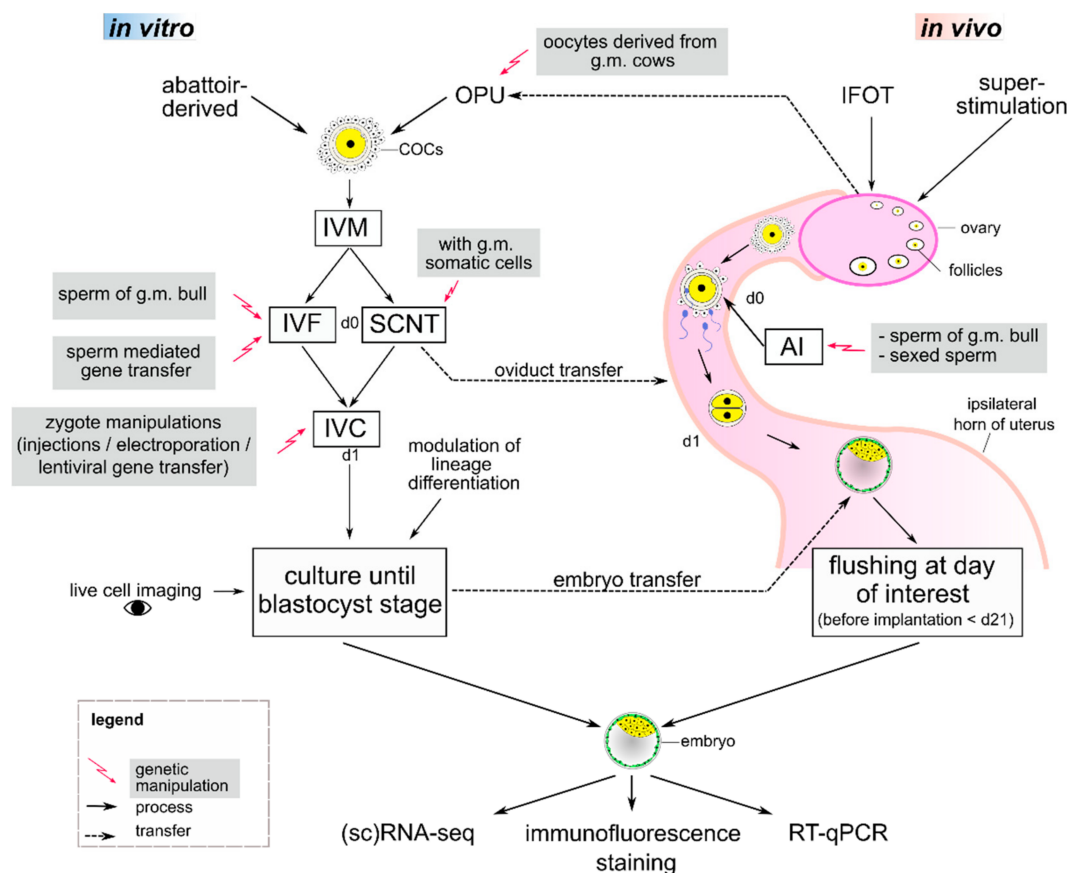 in vitro
in vivo
oocytes derived from
g.m. cows
abattoir-
derived
OPU
IFOT
super-
stimulation
COCs
IVM
with g.m.
somatic cells
ovary
follicles
sperm of g.m. bull
IVF
d0
SCNT
d0
AI
- sperm of g.m. bull
- sexed sperm
sperm mediated
gene transfer
oviduct transfer
zygote manipulations
(injections / electroporation /
lentiviral gene transfer)
IVC
d1
modulation of
lineage
differentiation
d1
ipsilateral
horn of uterus
live cell imaging
culture until
blastocyst stage
embryo transfer
flushing at day
of interest
(before implantation < d21)
legend
genetic
manipulation
process
transfer
embryo
(sc)RNA-seq
immunofluorescence
staining
RT-qPCR